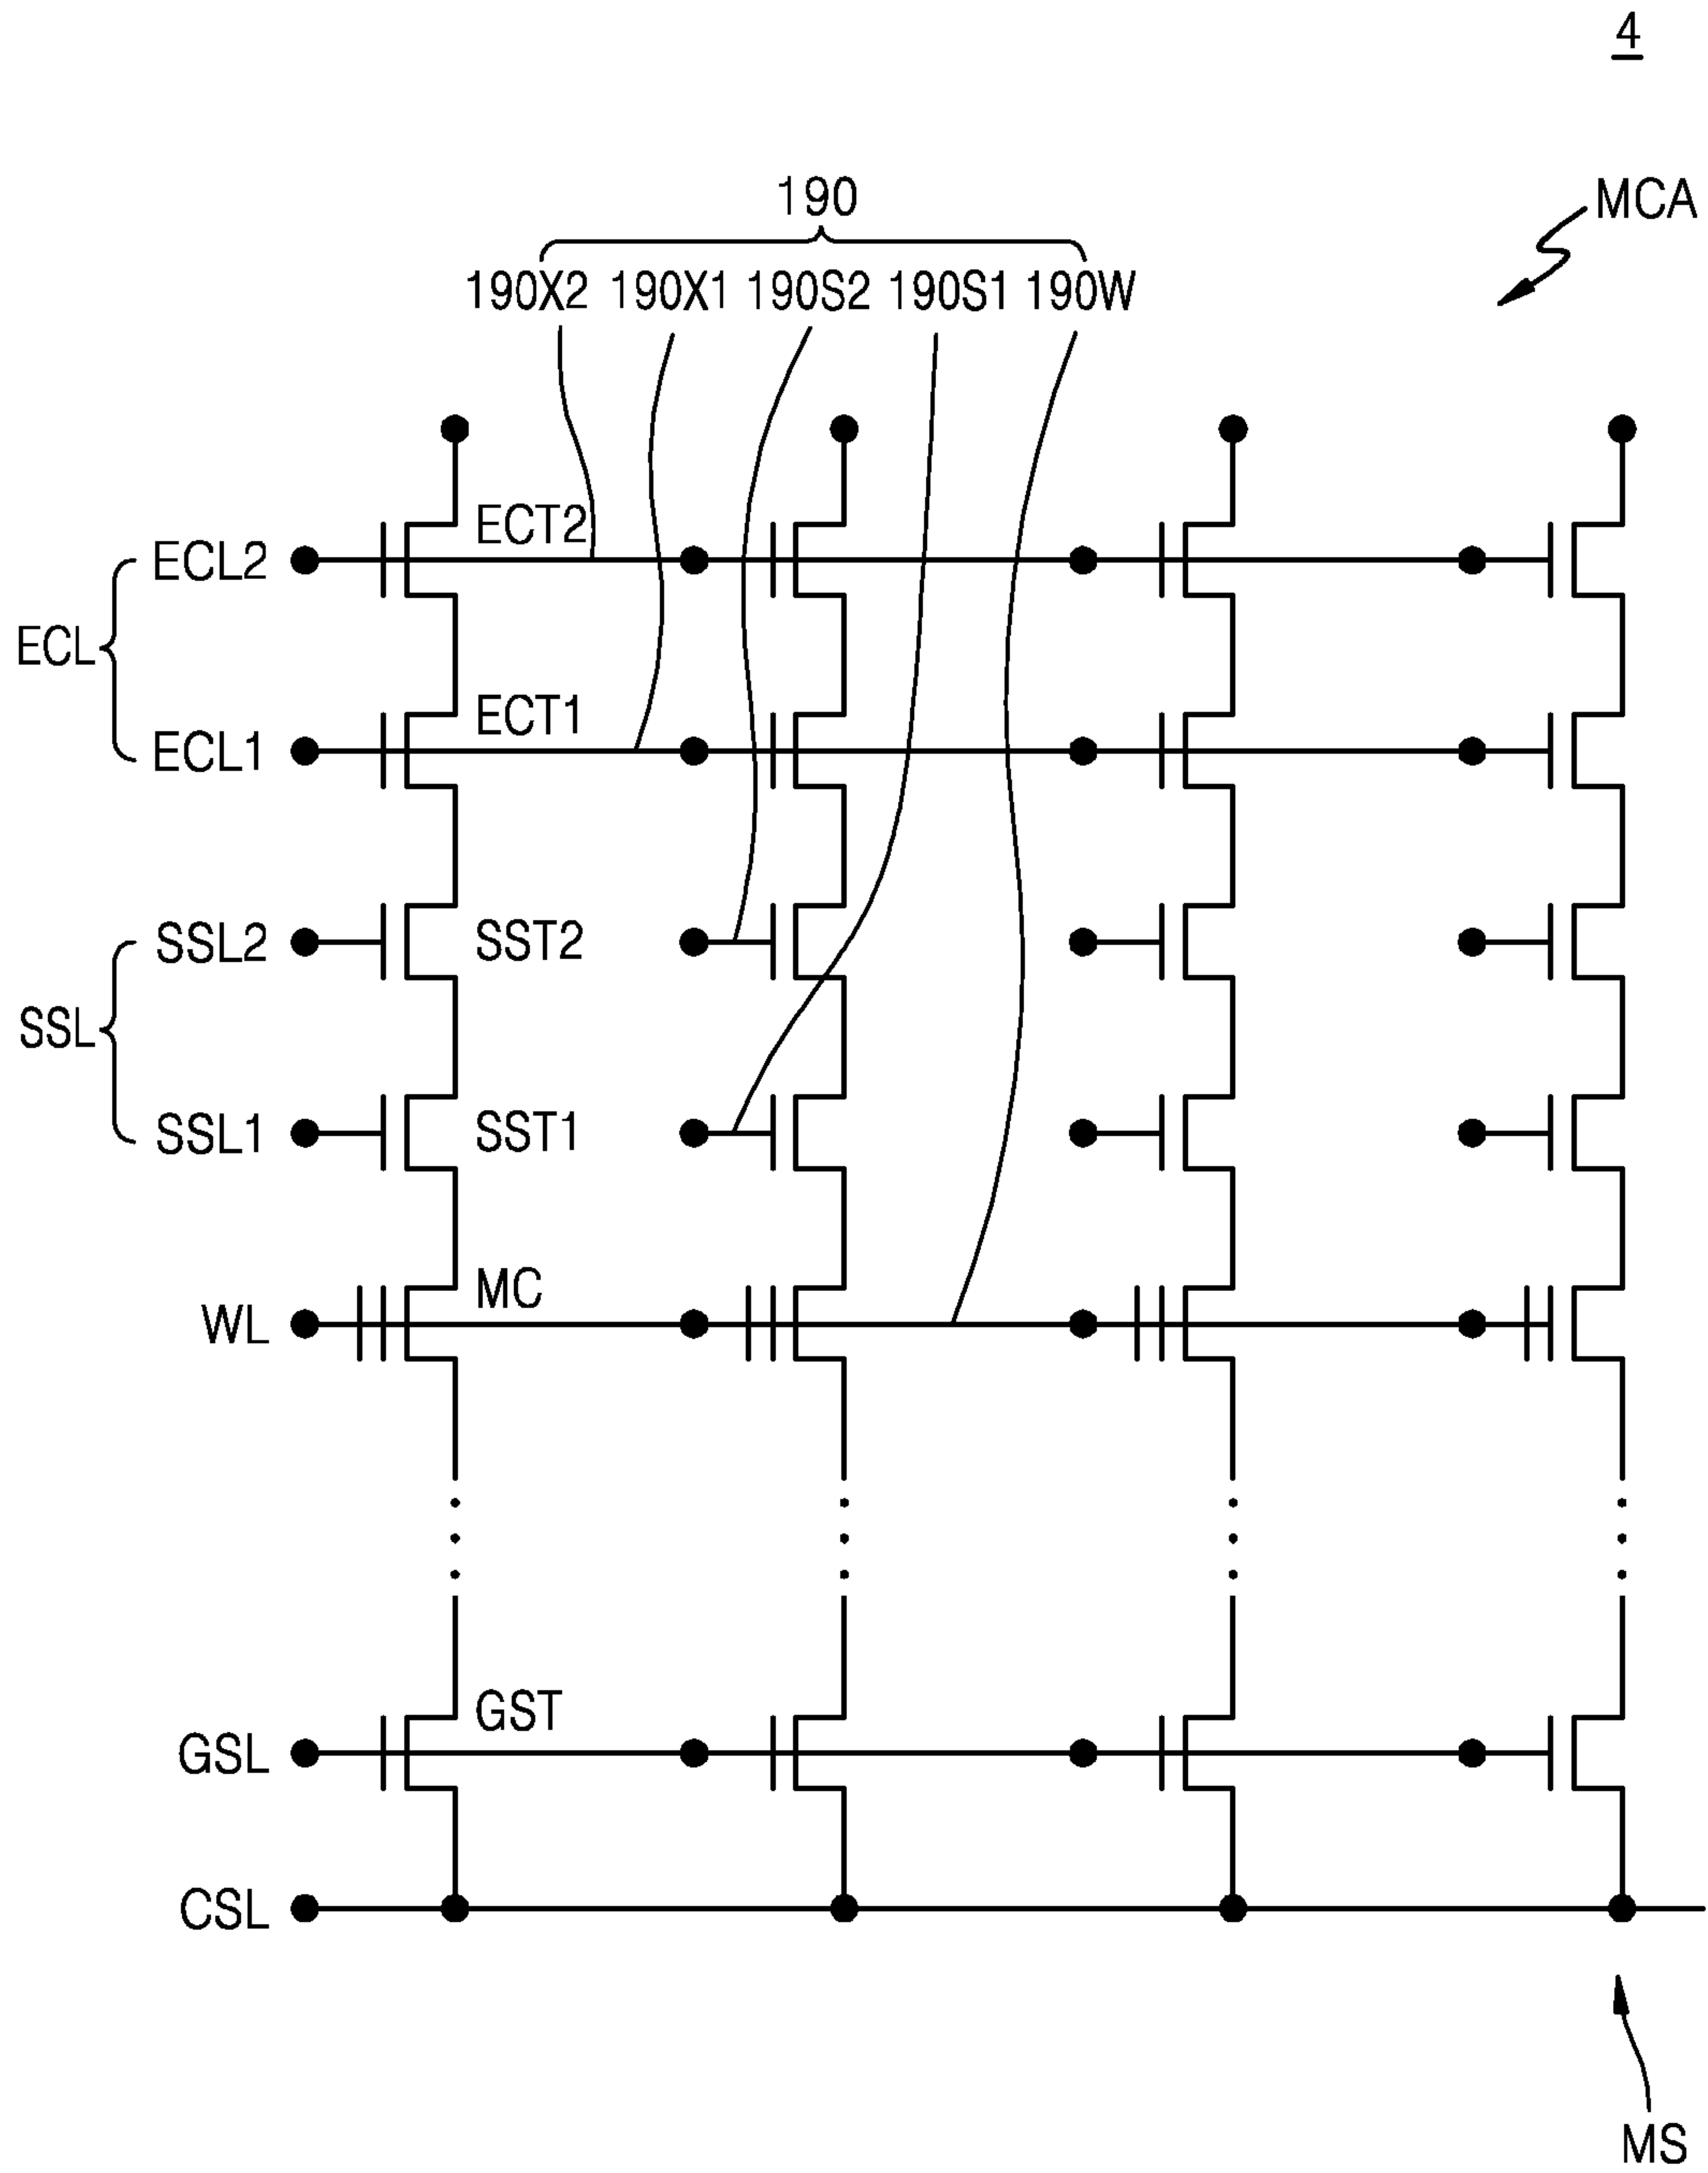 4
MCA
190
190X2 190X1 190S2 190S1 190W
ECT2
ECL2
ECL
ECT1
ECL1
SSL2 SST2
SSL
SSL1 SST1
MC
WL
GST
GSL
CSL
MS